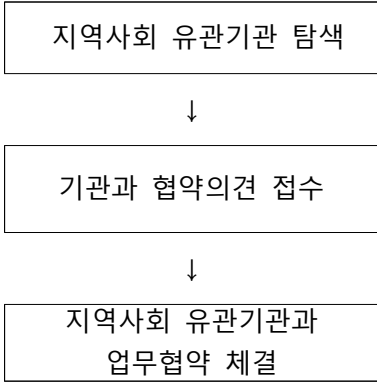 지역사회 유관기관 탐색
↓
기관과 협약의견 접수
↓
지역사회 유관기관과
업무협약 체결